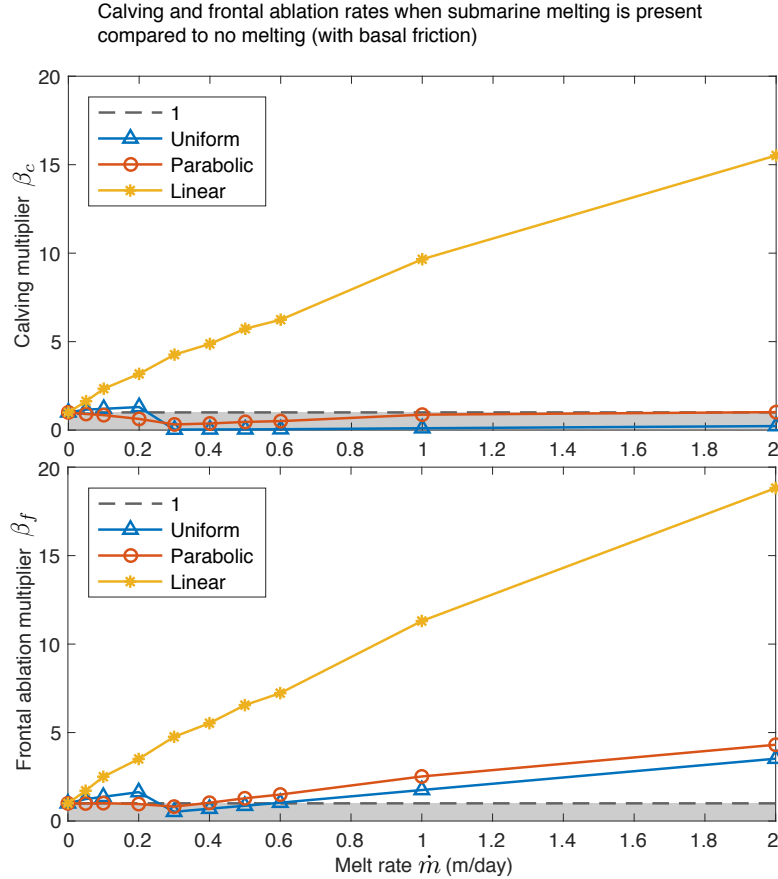 Calving and frontal ablation rates when submarine melting is present
compared to no melting (with basal friction)
20
15
10
5
0
Calving multiplier β_c
1
Uniform
Parabolic
Linear
0 0.2 0.4 0.6 0.8 1 1.2 1.4 1.6 1.8 2
20
15
10
5
0
Frontal ablation multiplier β_f
1
Uniform
Parabolic
Linear
0 0.2 0.4 0.6 0.8 1 1.2 1.4 1.6 1.8 2
Melt rate ṁ (m/day)